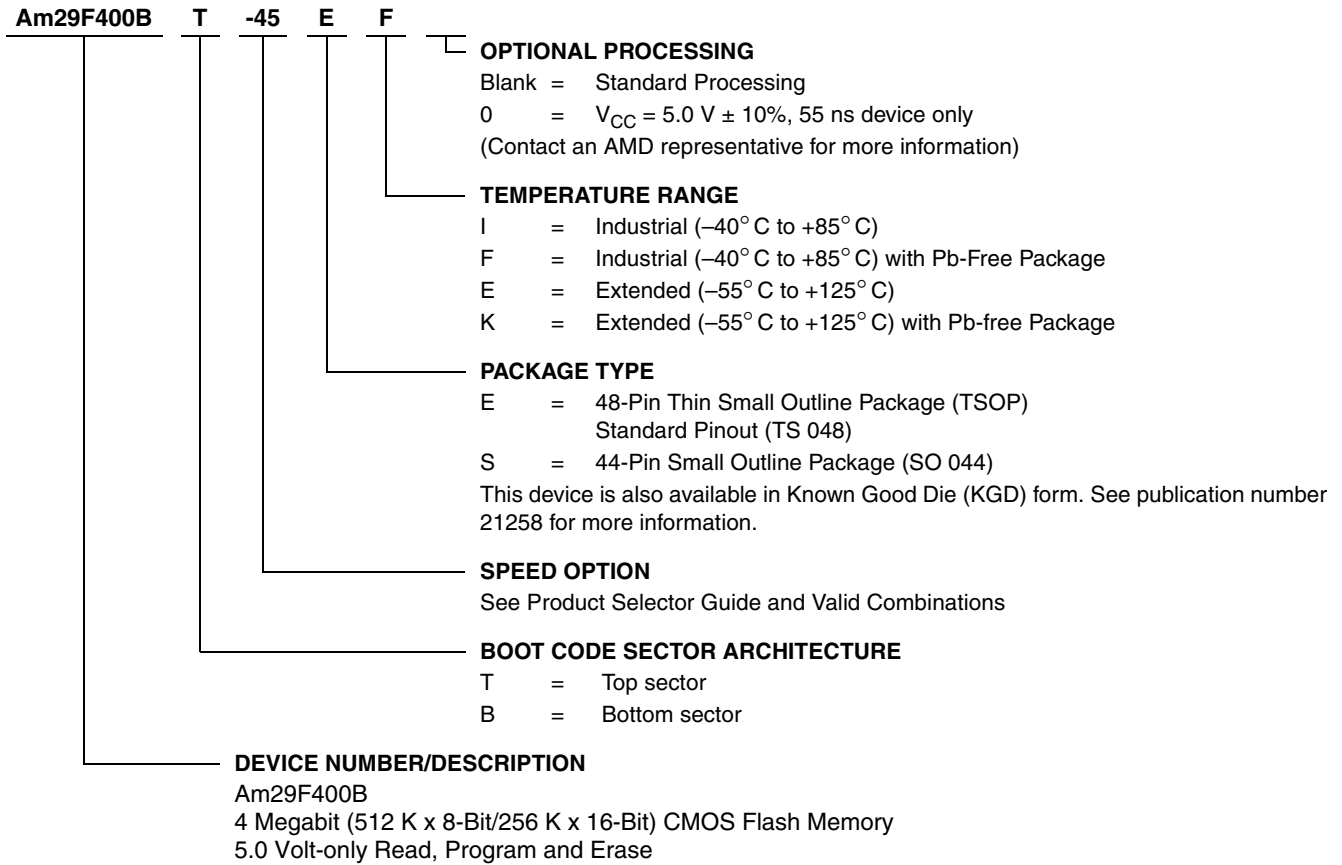 Am29F400B T -45 E F
OPTIONAL PROCESSING
Blank = Standard Processing
0 = VCC = 5.0 V ± 10%, 55 ns device only
(Contact an AMD representative for more information)
TEMPERATURE RANGE
I = Industrial (–40° C to +85° C)
F = Industrial (–40° C to +85° C) with Pb-Free Package
E = Extended (–55° C to +125° C)
K = Extended (–55° C to +125° C) with Pb-free Package
PACKAGE TYPE
E = 48-Pin Thin Small Outline Package (TSOP)
Standard Pinout (TS 048)
S = 44-Pin Small Outline Package (SO 044)
This device is also available in Known Good Die (KGD) form. See publication number
21258 for more information.
SPEED OPTION
See Product Selector Guide and Valid Combinations
BOOT CODE SECTOR ARCHITECTURE
T = Top sector
B = Bottom sector
DEVICE NUMBER/DESCRIPTION
Am29F400B
4 Megabit (512 K x 8-Bit/256 K x 16-Bit) CMOS Flash Memory
5.0 Volt-only Read, Program and Erase